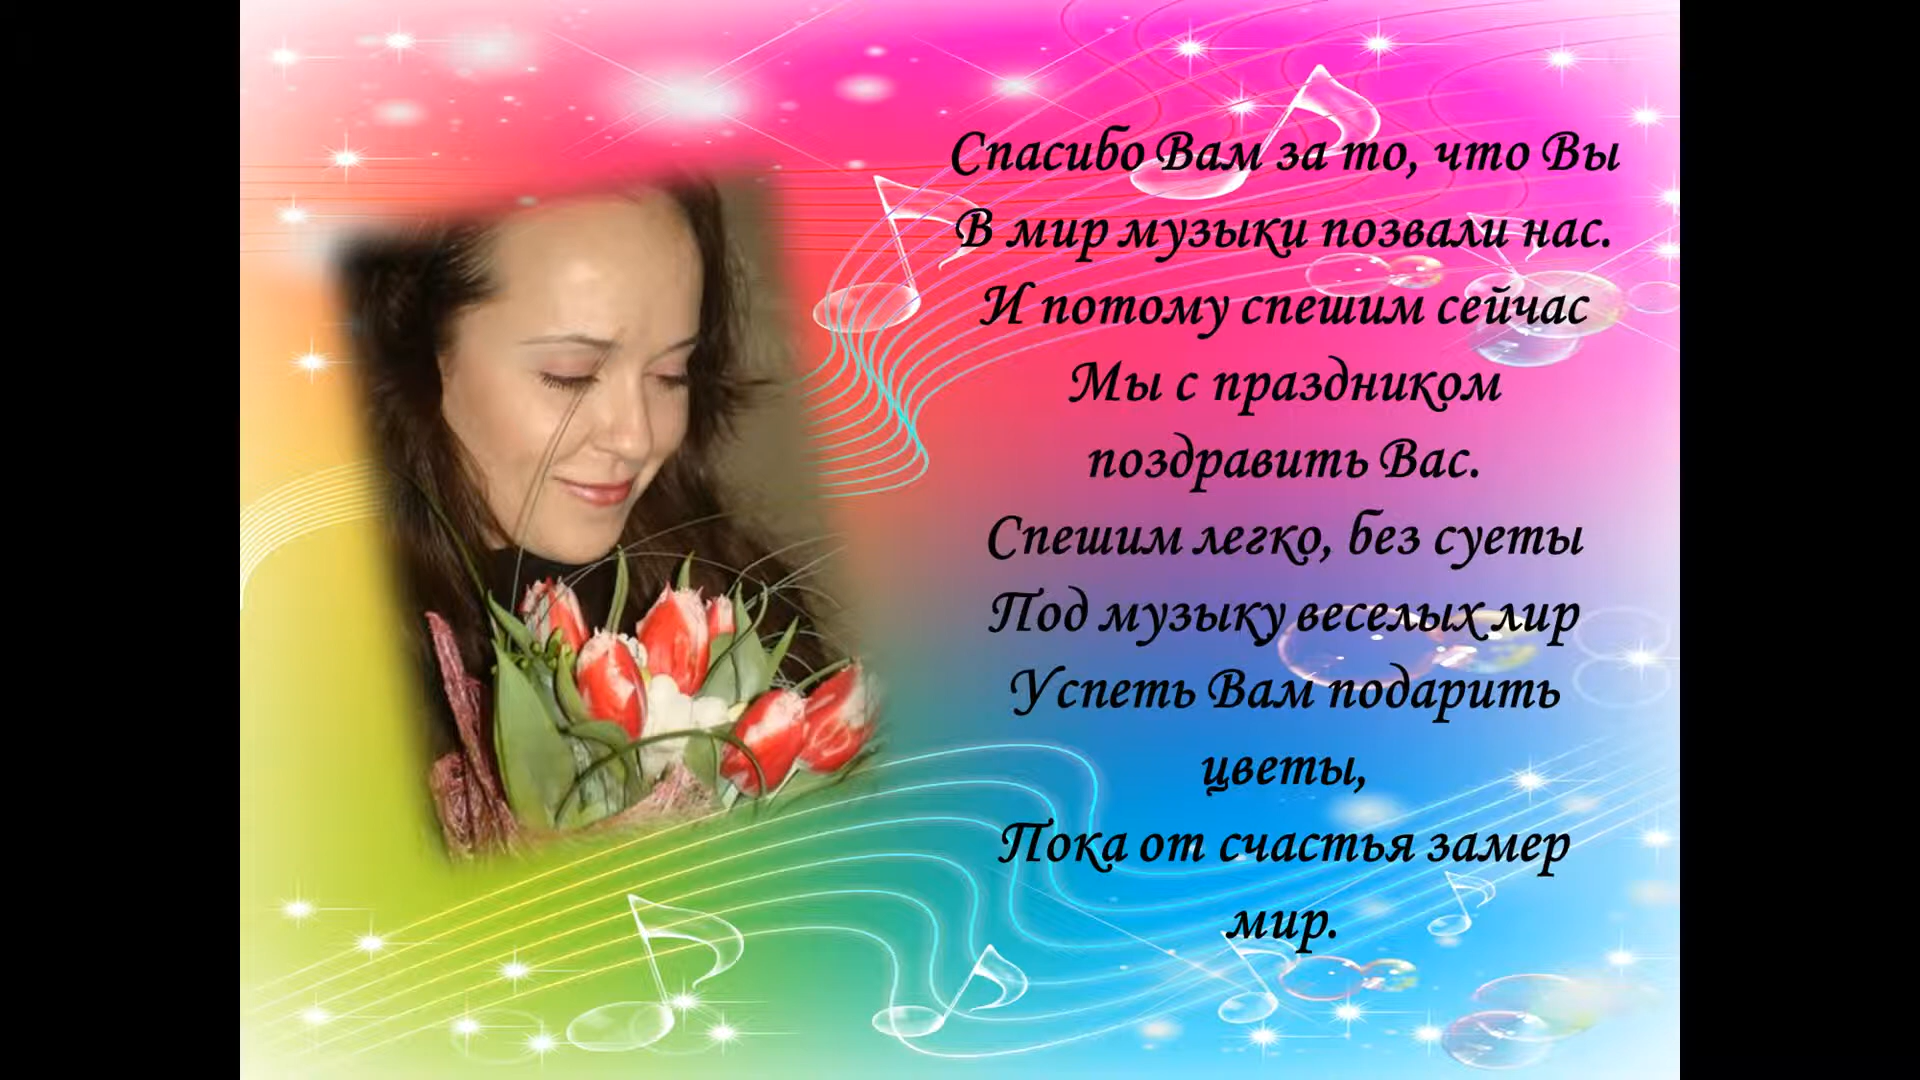 Спасибо Вам за то, что Вы
В мир музыки позвали нас.
И потому спешим сейчас
Мы с праздником
поздравить Вас.
Спешим легко, без суеты
Под музыку веселых лир
Успеть Вам подарить
цветы,
Пока от счастья замер
мир.